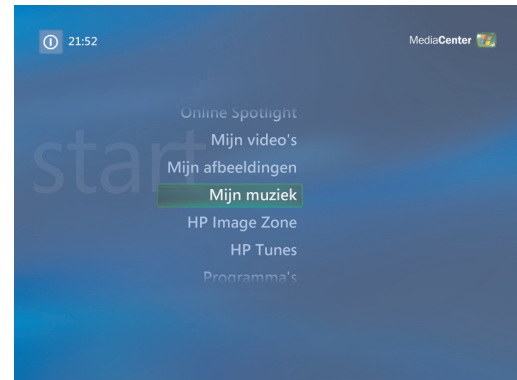 21:52
MediaCenter
Online Spotlight
start
Mijn video's
Mijn afbeeldingen
Mijn muziek
HP Image Zone
HP Tunes
Programma's